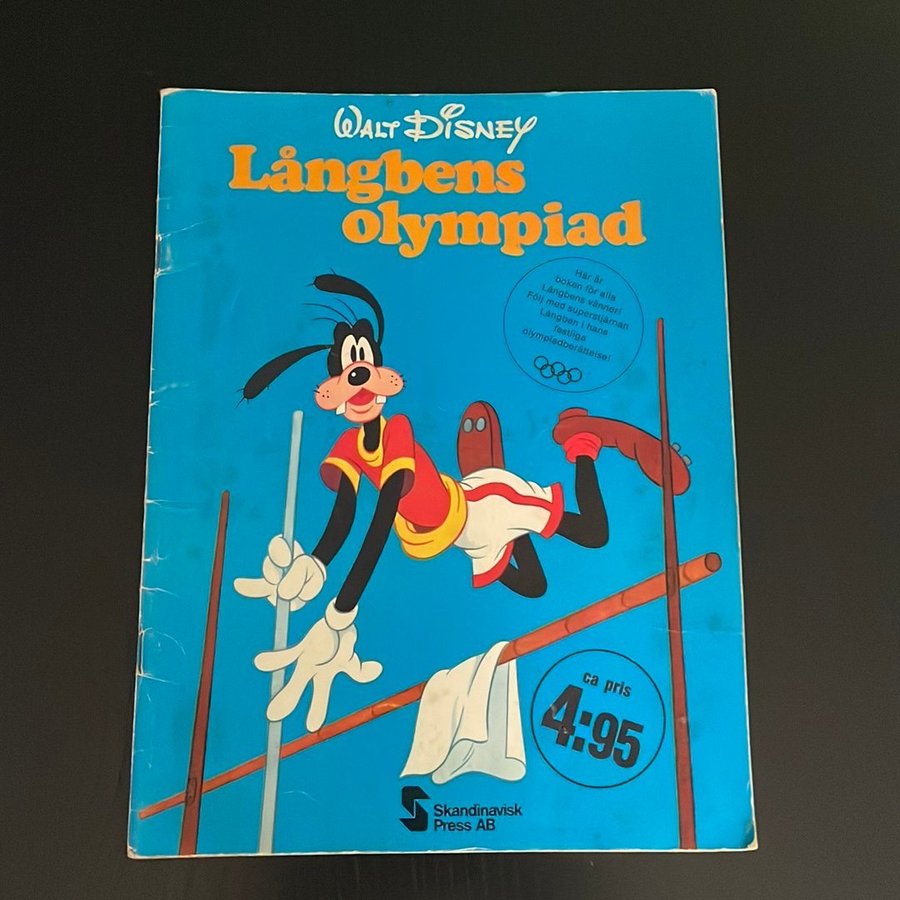 WALT DISNEY
Långbens
olympiad
Här är
boken för alla
Långbens vänner!
Följ med superstjärnan
Långben i hans
festliga
olympiadberättelse!
ca pris
4:95
Skandinavisk
Press AB